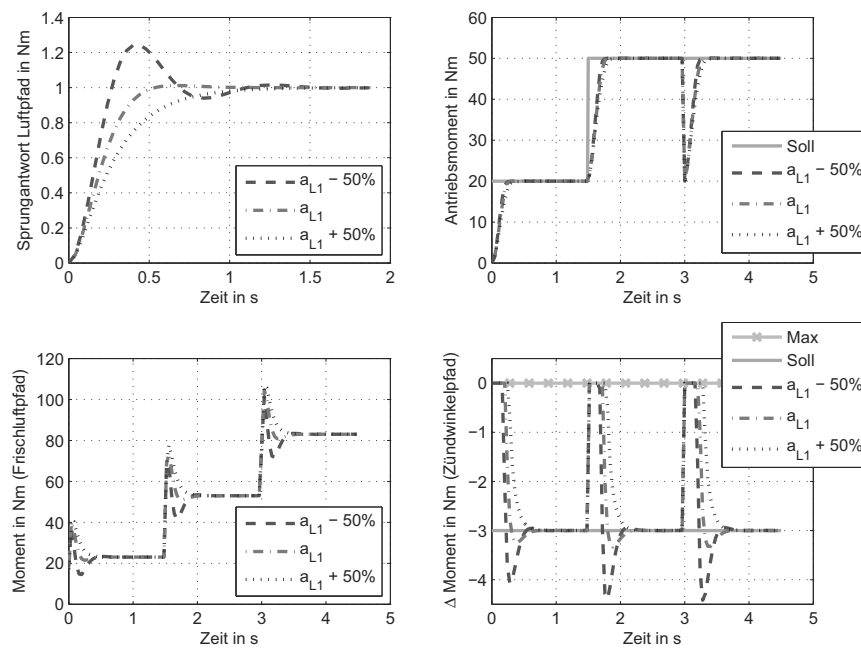 Sprungantwort Luftpfad in Nm
1.4
1.2
1
0.8
0.6
0.4
0.2
0
0
0.5
1
1.5
2
Zeit in s
a_L1 − 50%
a_L1
a_L1 + 50%
Antriebsmoment in Nm
60
50
40
30
20
10
0
0
1
2
3
4
5
Zeit in s
Soll
a_L1 − 50%
a_L1
a_L1 + 50%
Moment in Nm (Frischluftpfad)
120
100
80
60
40
20
0
0
1
2
3
4
5
Zeit in s
a_L1 − 50%
a_L1
a_L1 + 50%
Δ Moment in Nm (Zündwinkelpfad)
0
−1
−2
−3
−4
0
1
2
3
4
5
Zeit in s
Max
Soll
a_L1 − 50%
a_L1
a_L1 + 50%